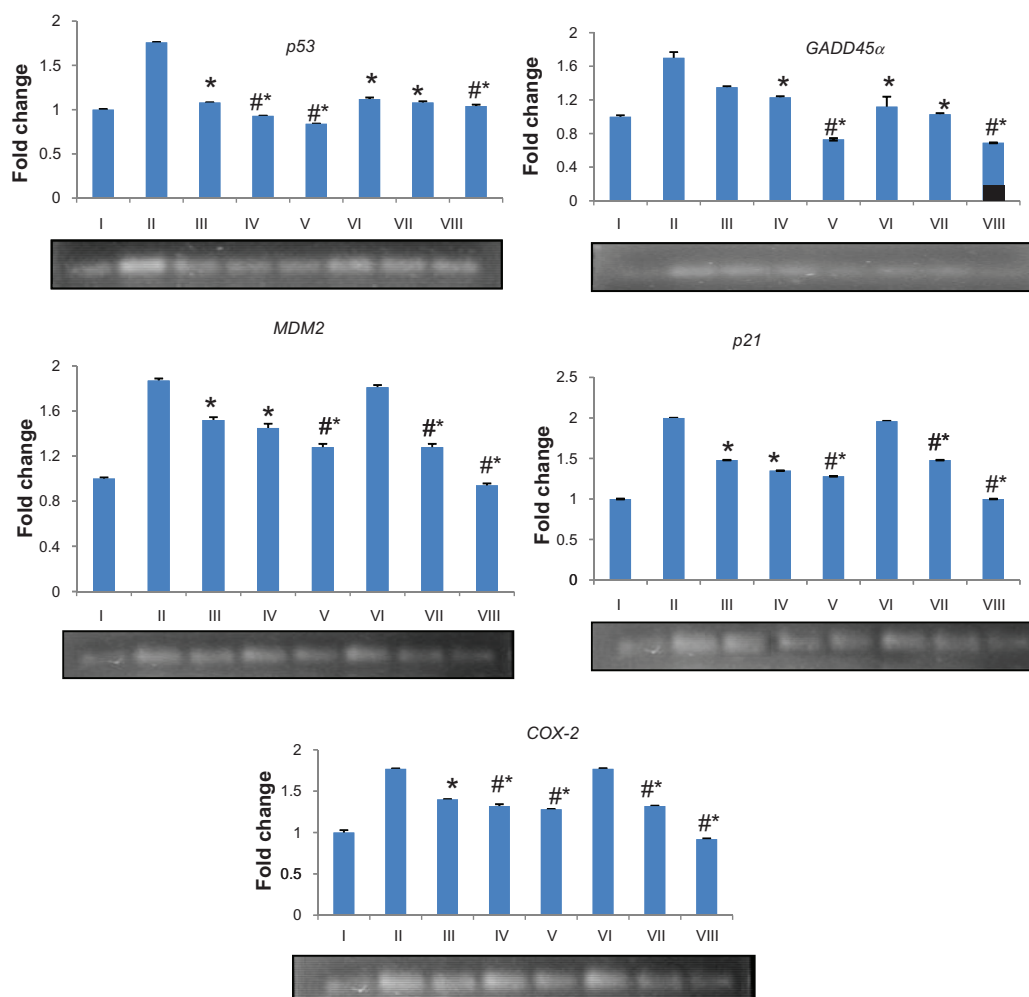 p53
Fold change
2
1.5
1
0.5
0
* #* #* * * #*
I II III IV V VI VII VIII
GADD45α
Fold change
2
1.6
1.2
0.8
0.4
0
* #* * * #*
I II III IV V VI VII VIII
MDM2
Fold change
2
1.6
1.2
0.8
0.4
0
* * #* #* #*
I II III IV V VI VII VIII
p21
Fold change
2.5
2
1.5
1
0.5
0
* * #* #* #*
I II III IV V VI VII VIII
COX-2
Fold change
2
1.5
1
0.5
0
* #* #* #* #*
I II III IV V VI VII VIII